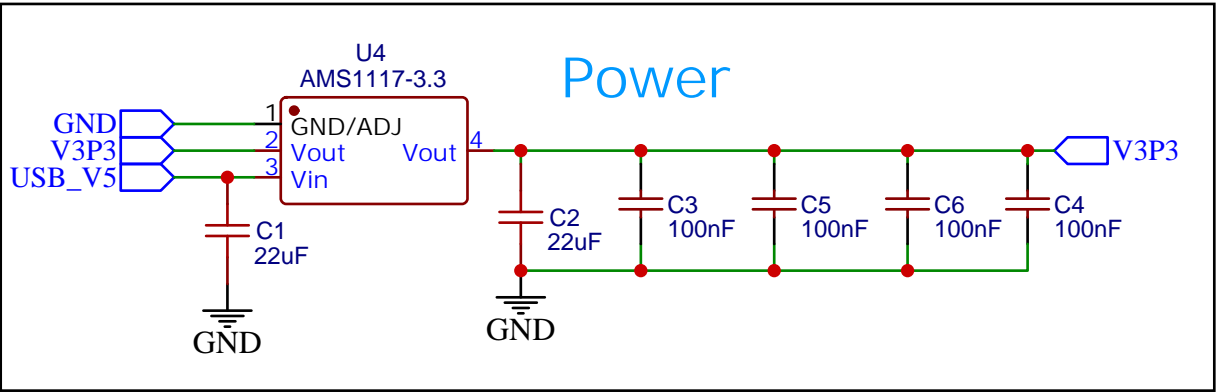 U4
AMS1117-3.3
Power
GND
V3P3
USB_V5
1
2
3
GND/ADJ
Vout
Vin
Vout
4
V3P3
C1
22uF
C2
22uF
C3
100nF
C5
100nF
C6
100nF
C4
100nF
GND
GND